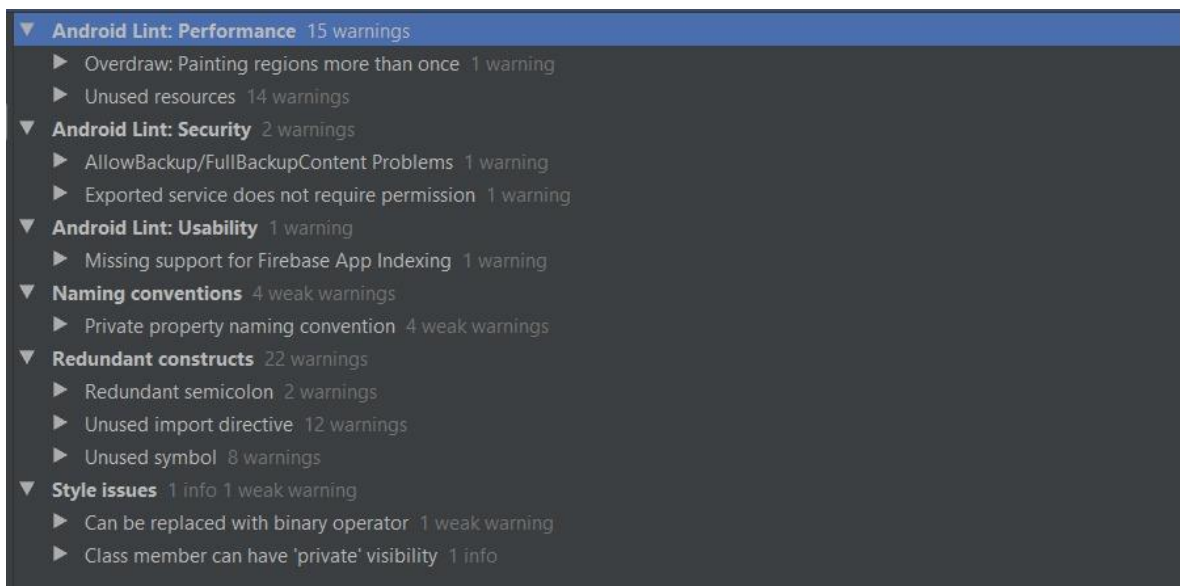 Android Lint: Performance 15 warnings
Overdraw: Painting regions more than once 1 warning
Unused resources 14 warnings
Android Lint: Security 2 warnings
AllowBackup/FullBackupContent Problems 1 warning
Exported service does not require permission 1 warning
Android Lint: Usability 1 warning
Missing support for Firebase App Indexing 1 warning
Naming conventions 4 weak warnings
Private property naming convention 4 weak warnings
Redundant constructs 22 warnings
Redundant semicolon 2 warnings
Unused import directive 12 warnings
Unused symbol 8 warnings
Style issues 1 info 1 weak warning
Can be replaced with binary operator 1 weak warning
Class member can have 'private' visibility 1 info